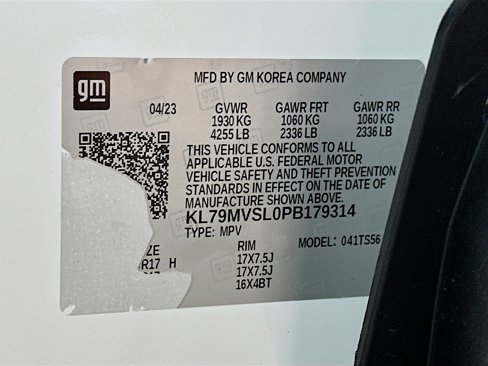 gm
MFD BY GM KOREA COMPANY
04/23 GVWR GAWR FRT GAWR RR
1930 KG 1060 KG 1060 KG
4255 LB 2336 LB 2336 LB
THIS VEHICLE CONFORMS TO ALL
APPLICABLE U.S. FEDERAL MOTOR
VEHICLE SAFETY AND THEFT PREVENTION
STANDARDS IN EFFECT ON THE DATE OF
MANUFACTURE SHOWN ABOVE.
KL79MVSL0PB179314
TYPE: MPV MODEL: 041TS56
ZE RIM
R17 H 17X7.5J
17X7.5J
16X4BT